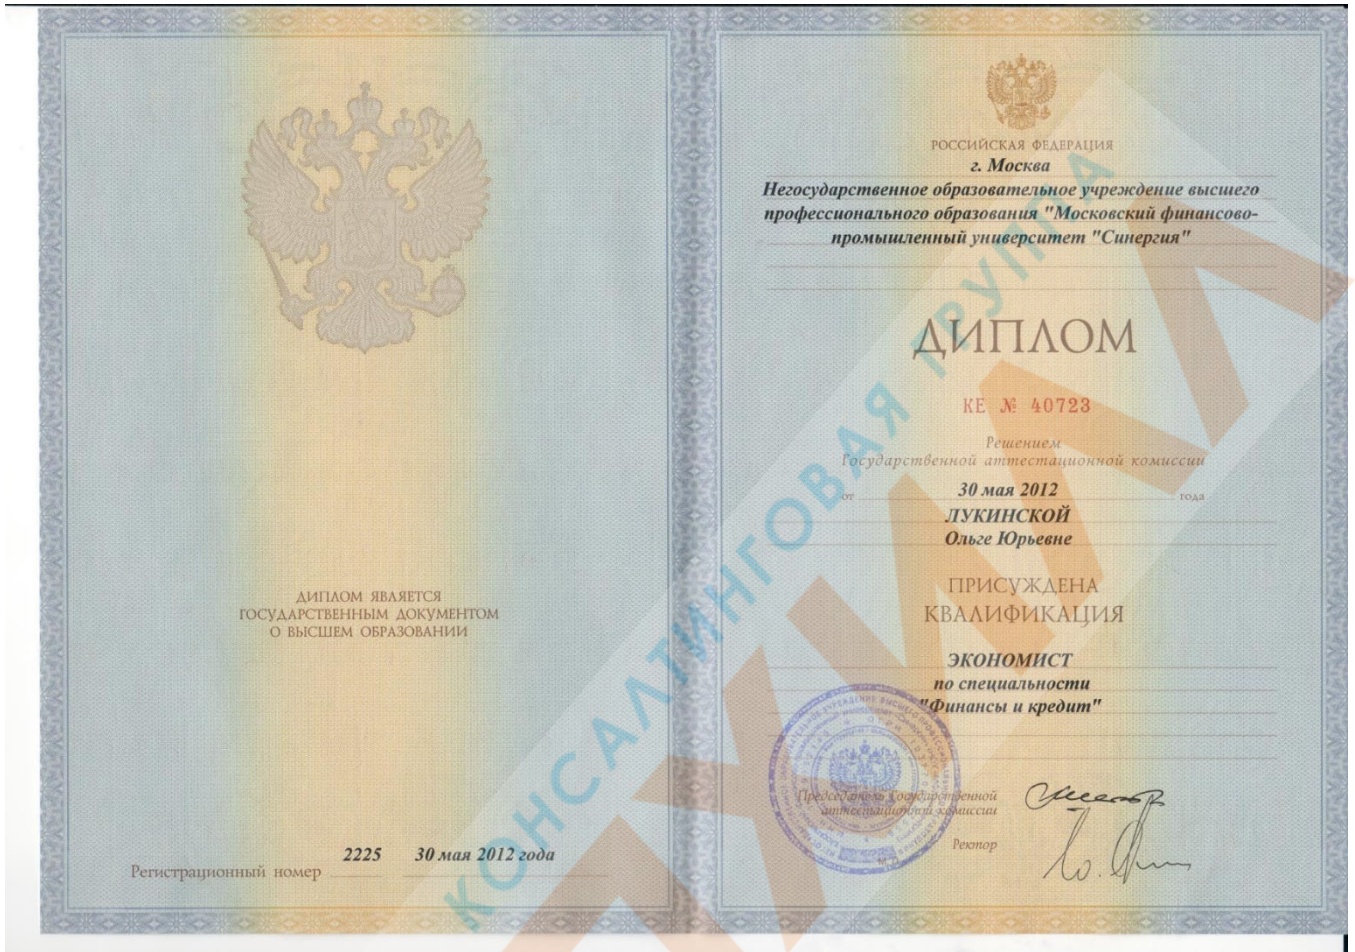 ДИПЛОМ ЯВЛЯЕТСЯ
ГОСУДАРСТВЕННЫМ ДОКУМЕНТОМ
О ВЫСШЕМ ОБРАЗОВАНИИ
Регистрационный номер 2225 30 мая 2012 года
РОССИЙСКАЯ ФЕДЕРАЦИЯ
г. Москва
Негосударственное образовательное учреждение высшего
профессионального образования "Московский финансово-
промышленный университет "Синергия"
ДИПЛОМ
КЕ № 40723
Решением
Государственной аттестационной комиссии
от 30 мая 2012 года
ЛУКИНСКОЙ
Ольге Юрьевне
ПРИСУЖДЕНА
КВАЛИФИКАЦИЯ
ЭКОНОМИСТ
по специальности
"Финансы и кредит"
Председатель Государственной
аттестационной комиссии
Ректор
М.П.
КОНСАЛТИНГОВАЯ ГРУППА